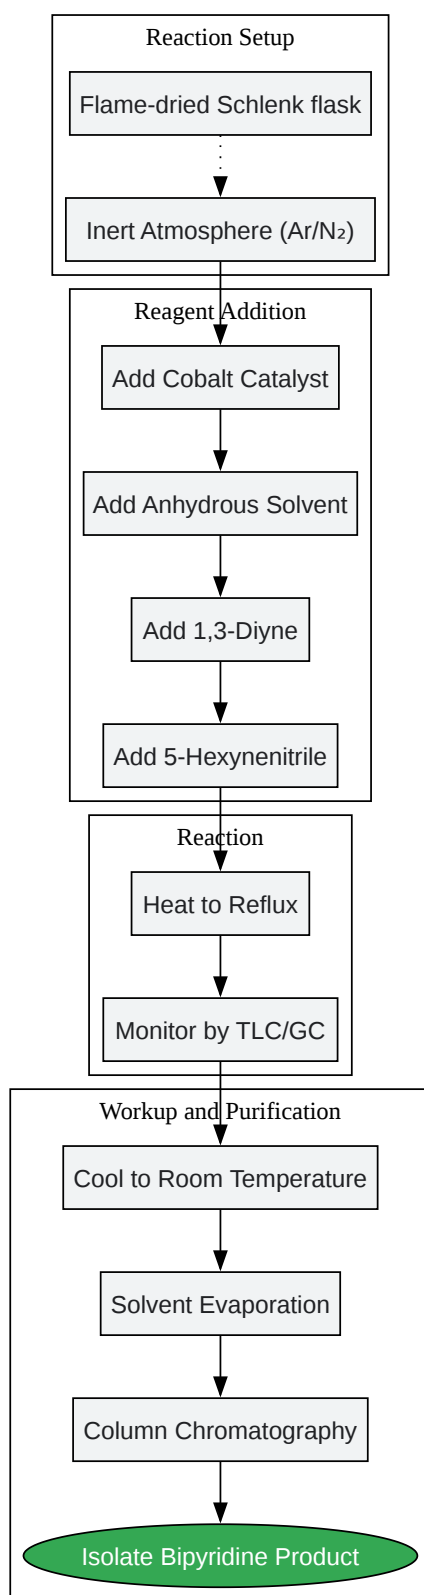 Reaction Setup
Flame-dried Schlenk flask
Inert Atmosphere (Ar/N₂)
Reagent Addition
Add Cobalt Catalyst
Add Anhydrous Solvent
Add 1,3-Diyne
Add 5-Hexynenitrile
Reaction
Heat to Reflux
Monitor by TLC/GC
Workup and Purification
Cool to Room Temperature
Solvent Evaporation
Column Chromatography
Isolate Bipyridine Product